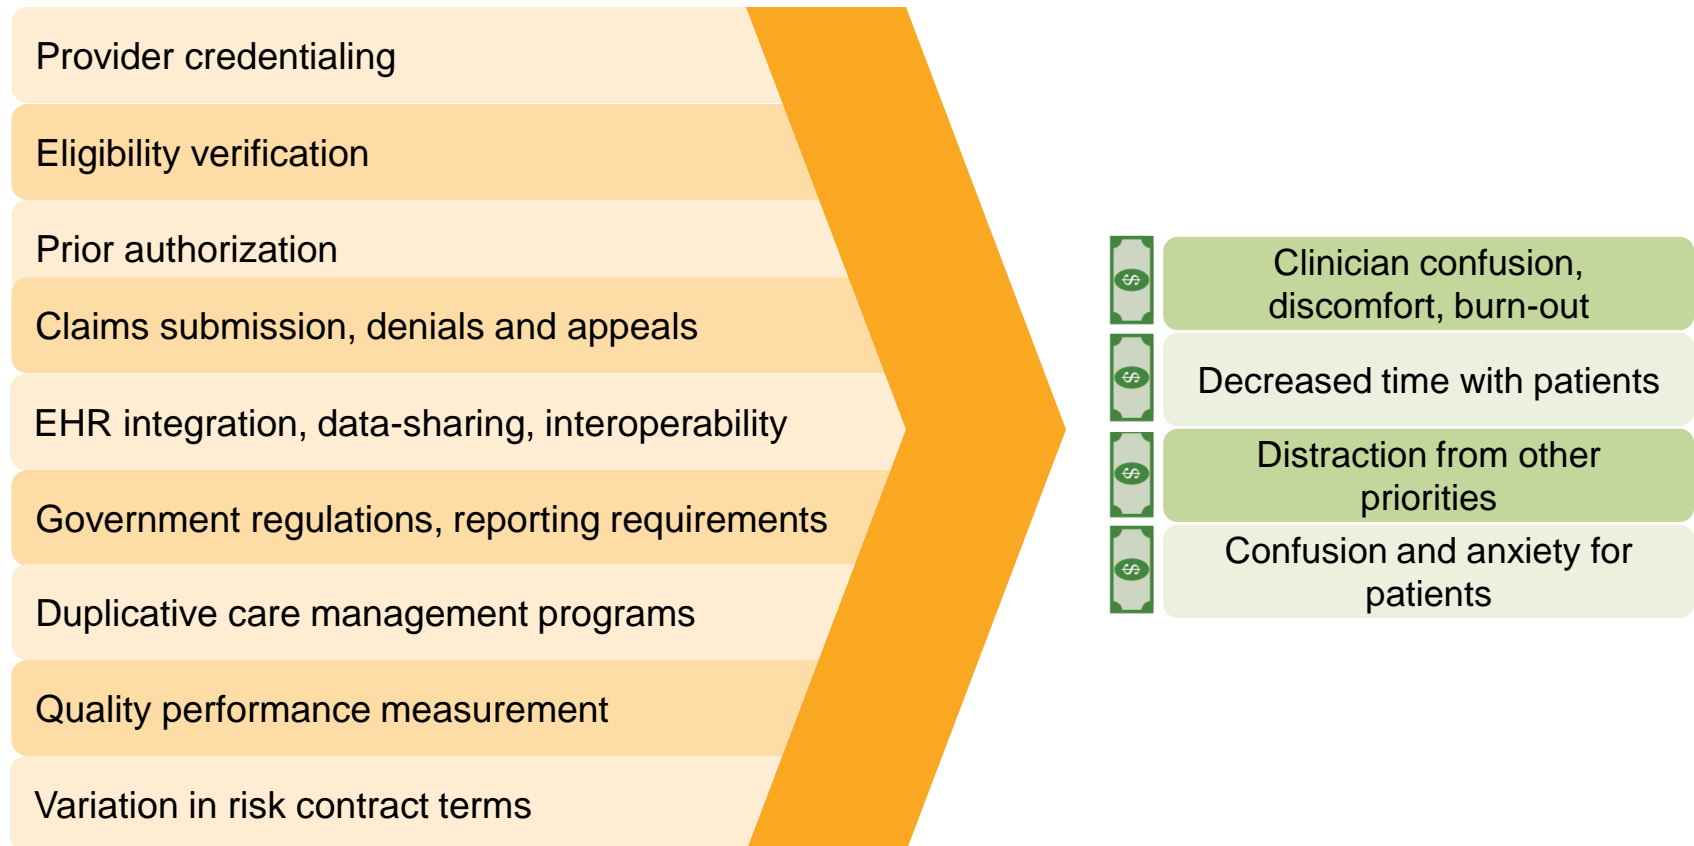 Provider credentialing
Eligibility verification
Prior authorization
Claims submission, denials and appeals
EHR integration, data-sharing, interoperability
Government regulations, reporting requirements
Duplicative care management programs
Quality performance measurement
Variation in risk contract terms
$
Clinician confusion,
discomfort, burn-out
$
Decreased time with patients
$
Distraction from other
priorities
$
Confusion and anxiety for
patients